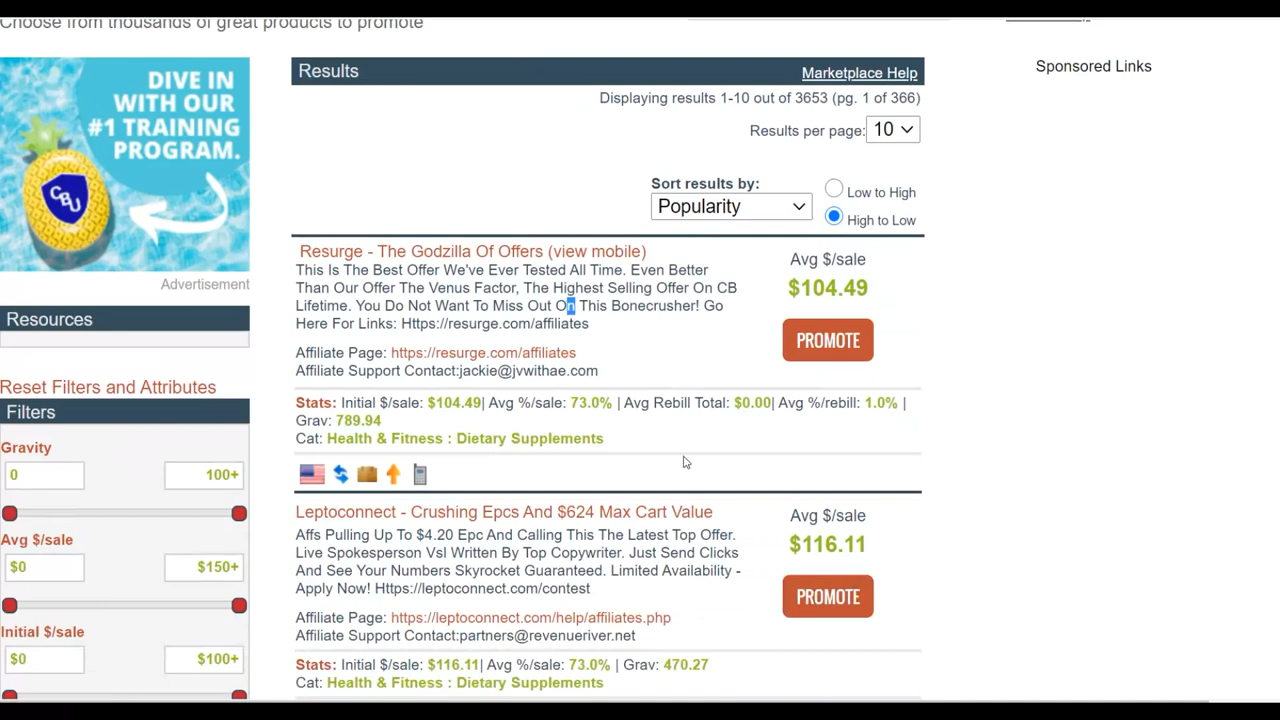 Choose from thousands of great products to promote
DIVE IN
WITH OUR
#1 TRAINING
PROGRAM.
CBU
Advertisement
Resources
Reset Filters and Attributes
Filters
Gravity
0 100+
Avg $/sale
$0 $150+
Initial $/sale
$0 $100+
Results Marketplace Help
Displaying results 1-10 out of 3653 (pg. 1 of 366)
Results per page: 10
Sort results by:
Popularity
Low to High
High to Low
Resurge - The Godzilla Of Offers (view mobile)
This Is The Best Offer We've Ever Tested All Time. Even Better
Than Our Offer The Venus Factor, The Highest Selling Offer On CB
Lifetime. You Do Not Want To Miss Out On This Bonecrusher! Go
Here For Links: Https://resurge.com/affiliates
Avg $/sale
$104.49
PROMOTE
Affiliate Page: https://resurge.com/affiliates
Affiliate Support Contact:jackie@jvwithae.com
Stats: Initial $/sale: $104.49| Avg %/sale: 73.0% | Avg Rebill Total: $0.00| Avg %/rebill: 1.0% |
Grav: 789.94
Cat: Health & Fitness : Dietary Supplements
Leptoconnect - Crushing Epcs And $624 Max Cart Value
Affs Pulling Up To $4.20 Epc And Calling This The Latest Top Offer.
Live Spokesperson Vsl Written By Top Copywriter. Just Send Clicks
And See Your Numbers Skyrocket Guaranteed. Limited Availability -
Apply Now! Https://leptoconnect.com/contest
Avg $/sale
$116.11
PROMOTE
Affiliate Page: https://leptoconnect.com/help/affiliates.php
Affiliate Support Contact:partners@revenueriver.net
Stats: Initial $/sale: $116.11| Avg %/sale: 73.0% | Grav: 470.27
Cat: Health & Fitness : Dietary Supplements
Sponsored Links